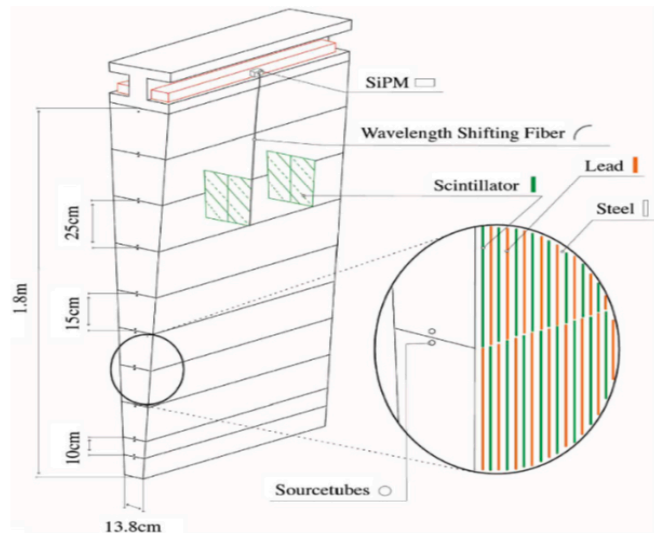 SiPM
Wavelength Shifting Fiber
Scintillator
Lead
Steel
25cm
1.8m
15cm
10cm
Sourcetubes
13.8cm